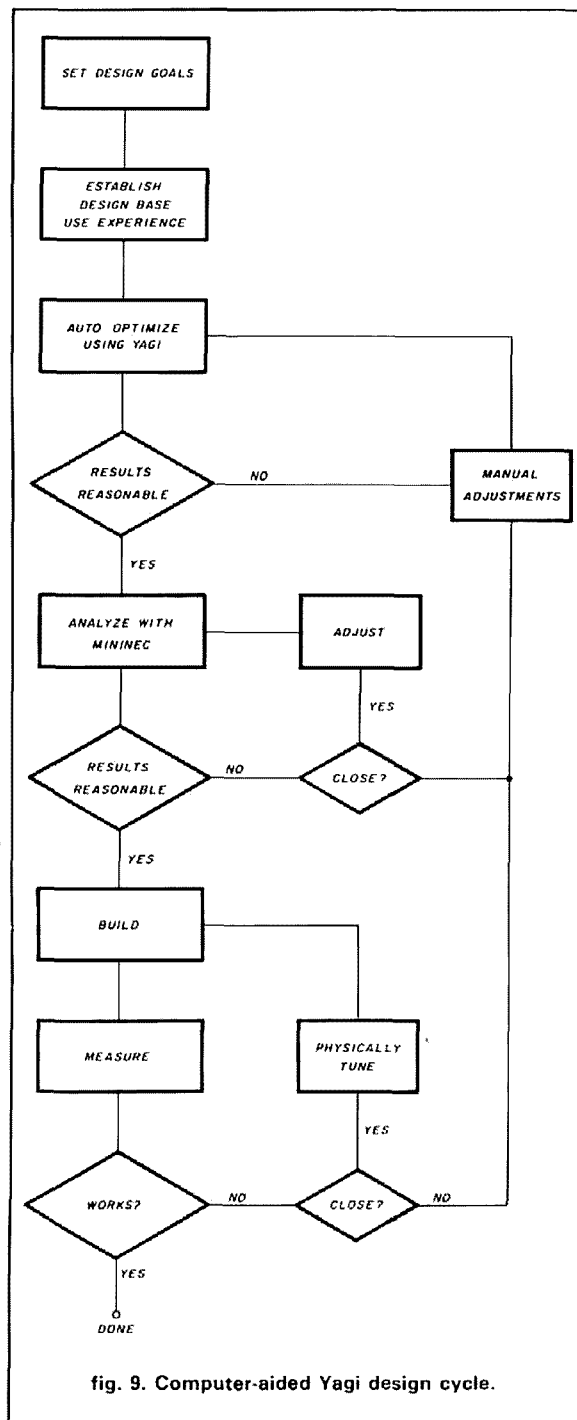 SET DESIGN GOALS
ESTABLISH
DESIGN BASE
USE EXPERIENCE
AUTO OPTIMIZE
USING YAGI
RESULTS
REASONABLE
NO
MANUAL
ADJUSTMENTS
YES
ANALYZE WITH
MININEC
ADJUST
YES
RESULTS
REASONABLE
NO
CLOSE?
YES
BUILD
MEASURE
PHYSICALLY
TUNE
YES
WORKS?
NO
CLOSE?
NO
YES
DONE
fig. 9. Computer-aided Yagi design cycle.